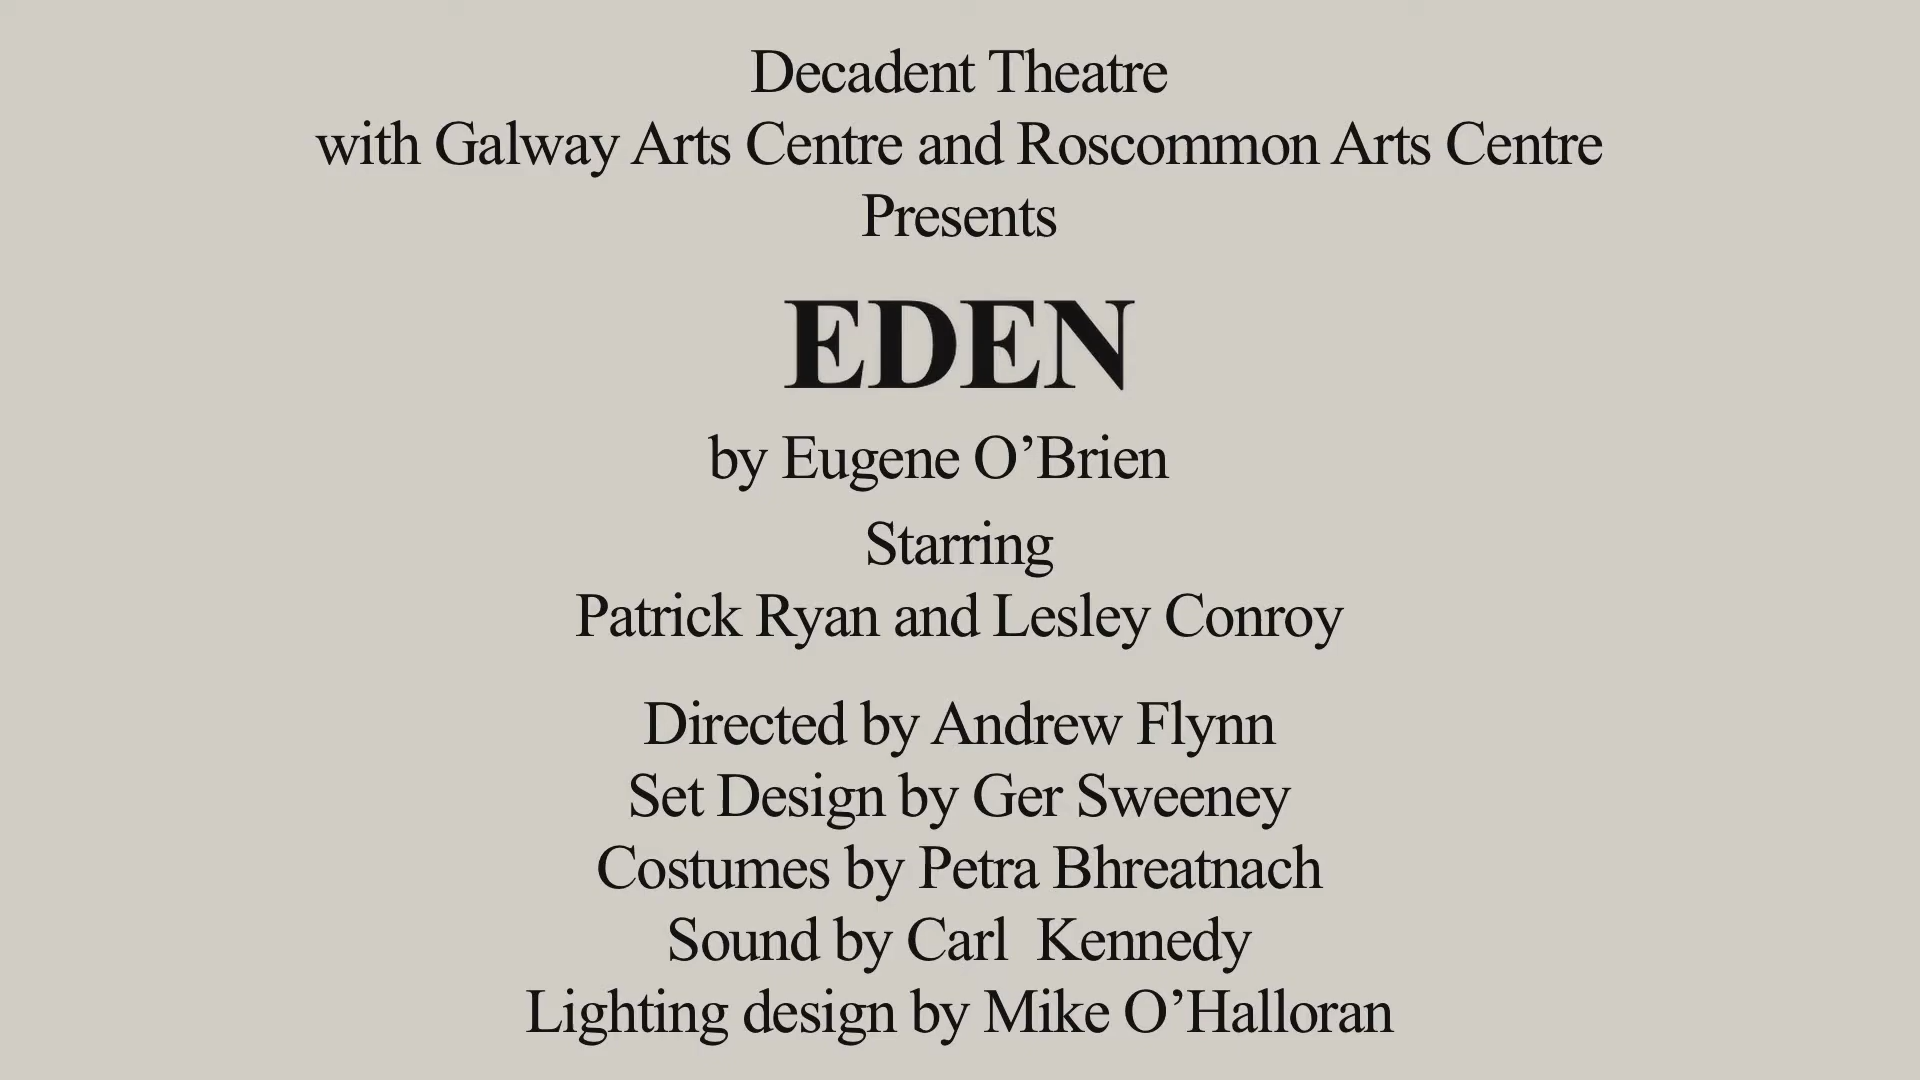 Decadent Theatre
with Galway Arts Centre and Roscommon Arts Centre
Presents
EDEN
by Eugene O’Brien
Starring
Patrick Ryan and Lesley Conroy
Directed by Andrew Flynn
Set Design by Ger Sweeney
Costumes by Petra Bhreatnach
Sound by Carl  Kennedy
Lighting design by Mike O’Halloran